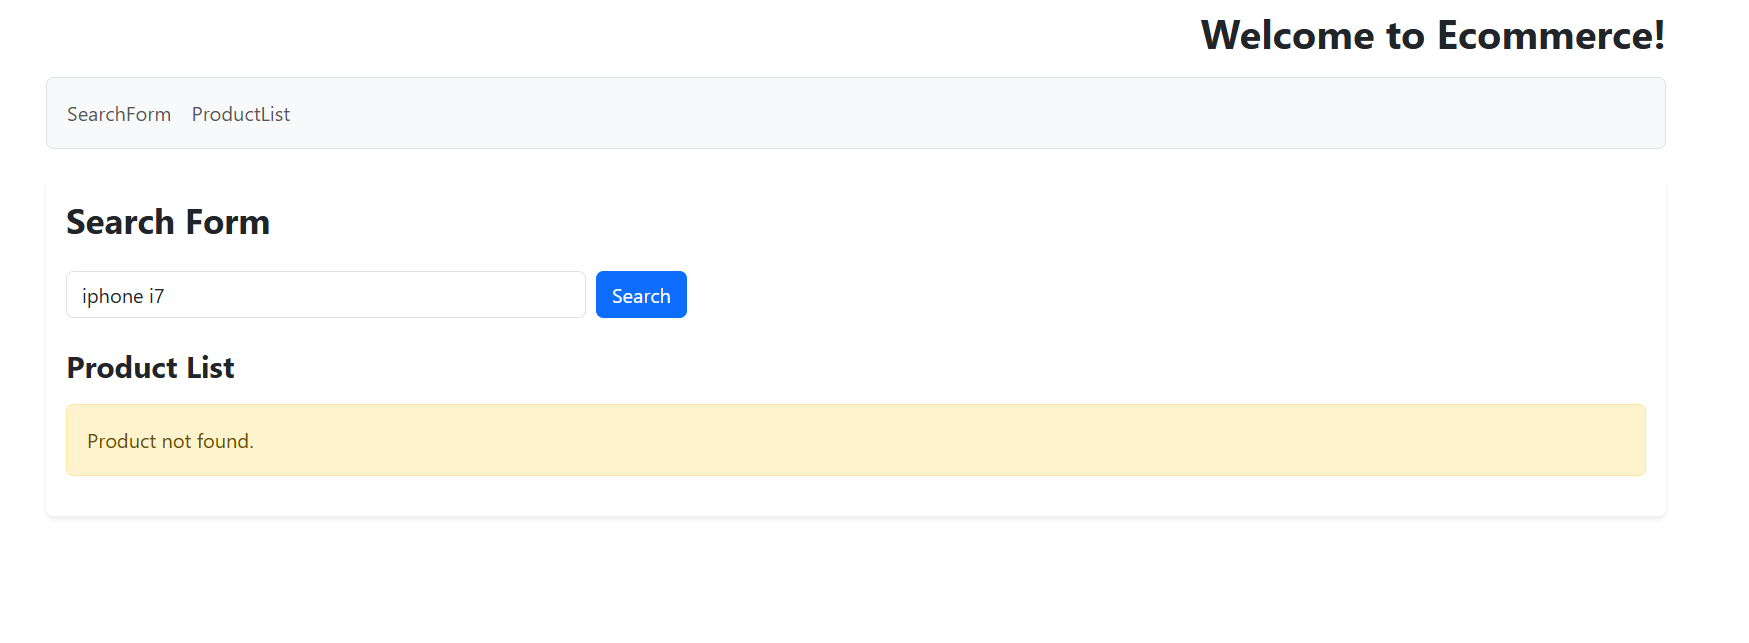 Welcome to Ecommerce!
SearchForm ProductList
Search Form
iphone i7 Search
Product List
Product not found.